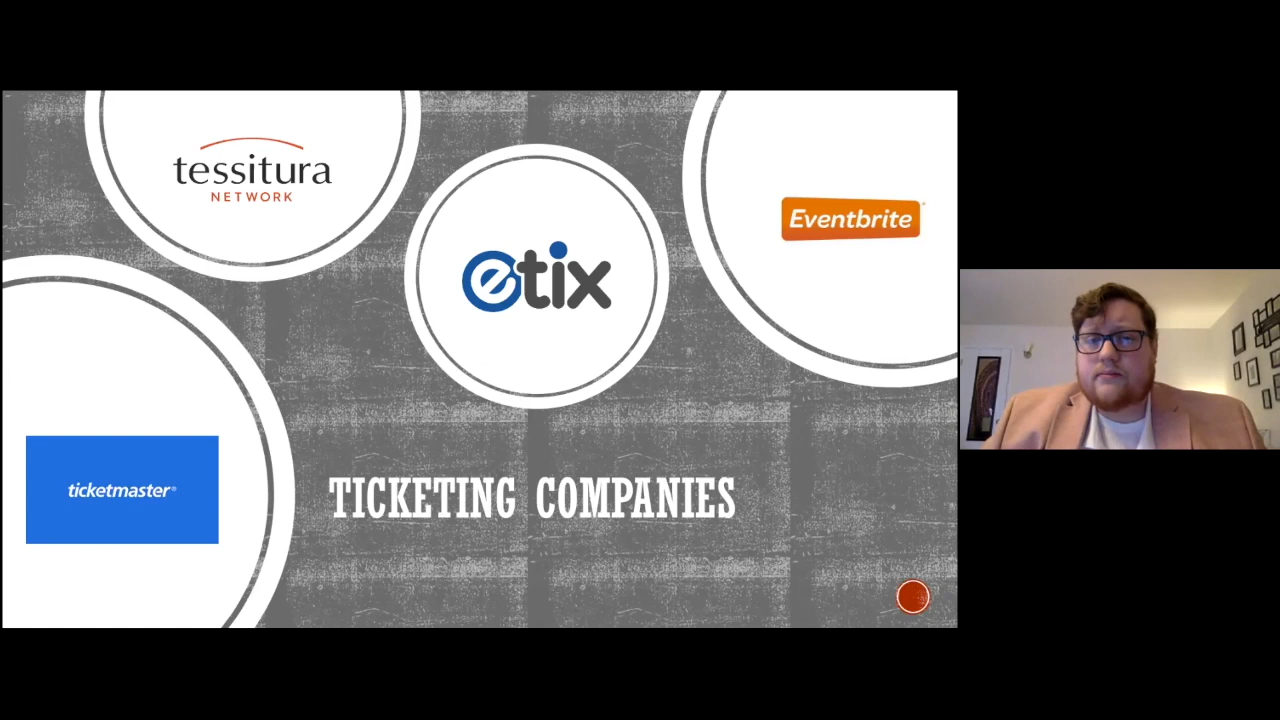 tessitura
NETWORK
etix
Eventbrite
ticketmaster®
TICKETING COMPANIES